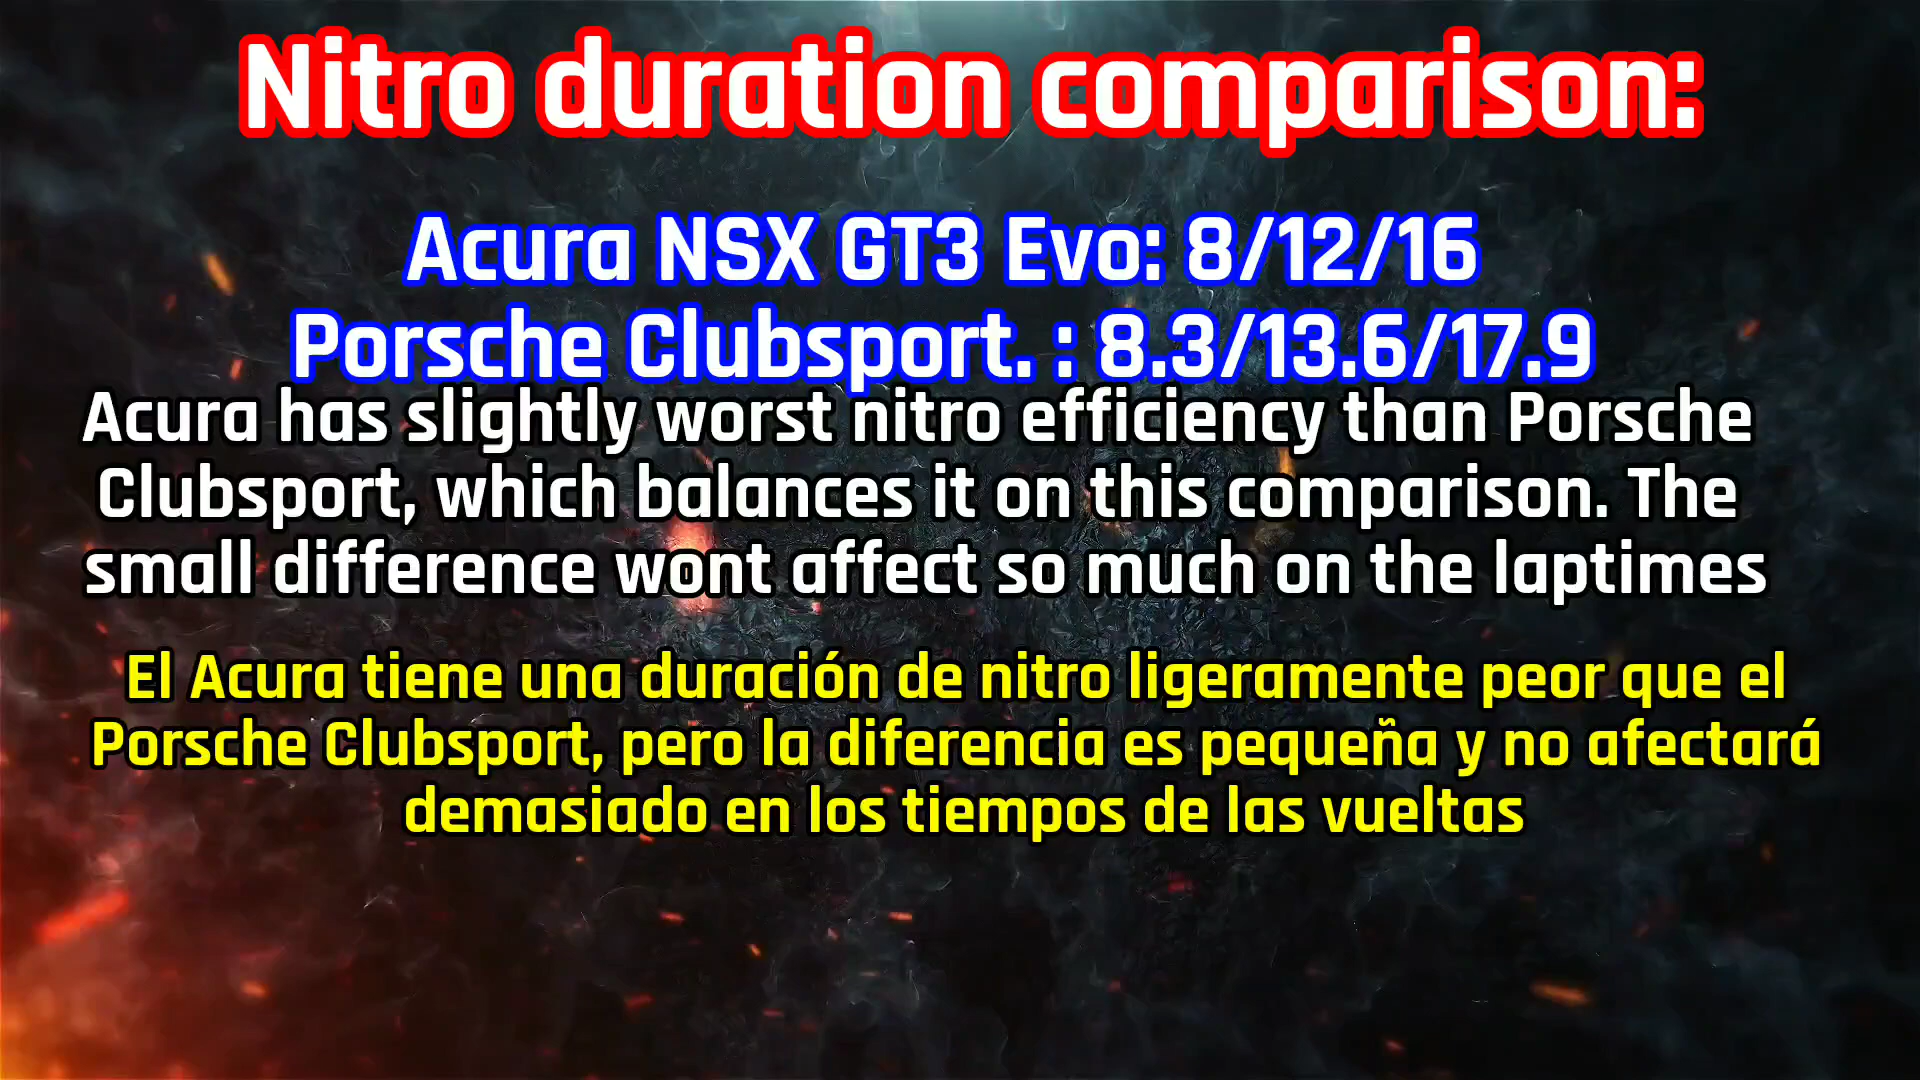 Nitro duration comparison:
Acura NSX GT3 Evo: 8/12/16
Porsche Clubsport. : 8.3/13.6/17.9
Acura has slightly worst nitro efficiency than Porsche
Clubsport, which balances it on this comparison. The
small difference wont affect so much on the laptimes
El Acura tiene una duración de nitro ligeramente peor que el
Porsche Clubsport, pero la diferencia es pequeña y no afectará
demasiado en los tiempos de las vueltas